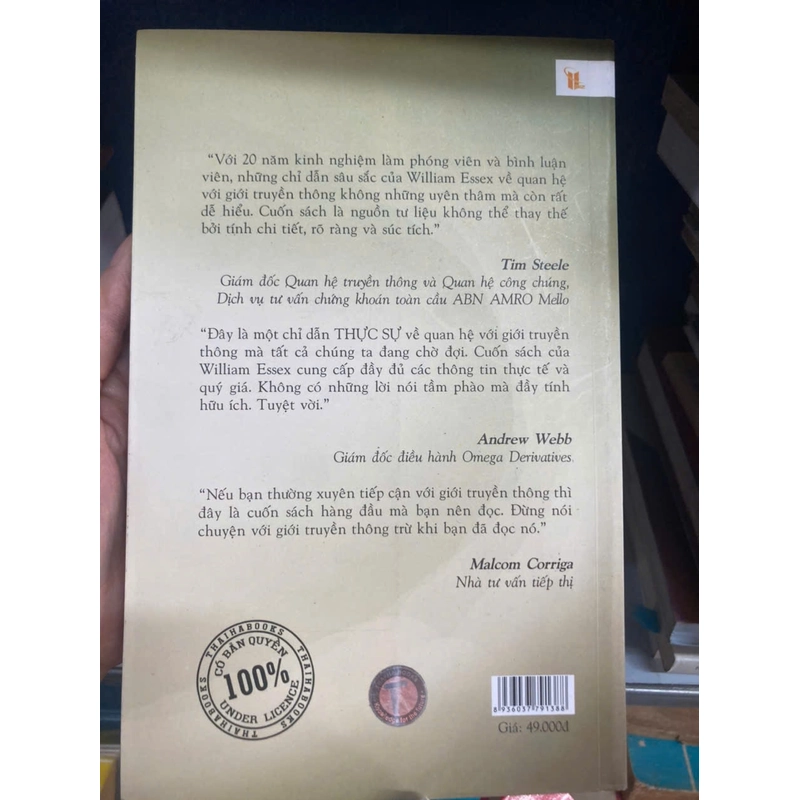 “Với 20 năm kinh nghiệm làm phóng viên và bình luận
viên, những chỉ dẫn sâu sắc của William Essex về quan hệ
với giới truyền thông không những uyên thâm mà còn rất
dễ hiểu. Cuốn sách là nguồn tư liệu không thể thay thế
bởi tính chi tiết, rõ ràng và súc tích.”
Tim Steele
Giám đốc Quan hệ truyền thông và Quan hệ công chúng,
Dịch vụ tư vấn chứng khoán toàn cầu ABN AMRO Mello
“Đây là một chỉ dẫn THỰC SỰ về quan hệ với giới truyền
thông mà tất cả chúng ta đang chờ đợi. Cuốn sách của
William Essex cung cấp đầy đủ các thông tin thực tế và
quý giá. Không có những lời nói tầm phào mà đầy tính
hữu ích. Tuyệt vời.”
Andrew Webb
Giám đốc điều hành Omega Derivatives.
“Nếu bạn thường xuyên tiếp cận với giới truyền thông thì
đây là cuốn sách hàng đầu mà bạn nên đọc. Đừng nói
chuyện với giới truyền thông trừ khi bạn đã đọc nó.”
Malcom Corriga
Nhà tư vấn tiếp thị
THAIHABOOKS
THAIHABOOKS
THAIHABOOKS
CÓ BẢN QUYỀN
100%
UNDER LICENCE
8 936037 791388
Giá: 49.000đ